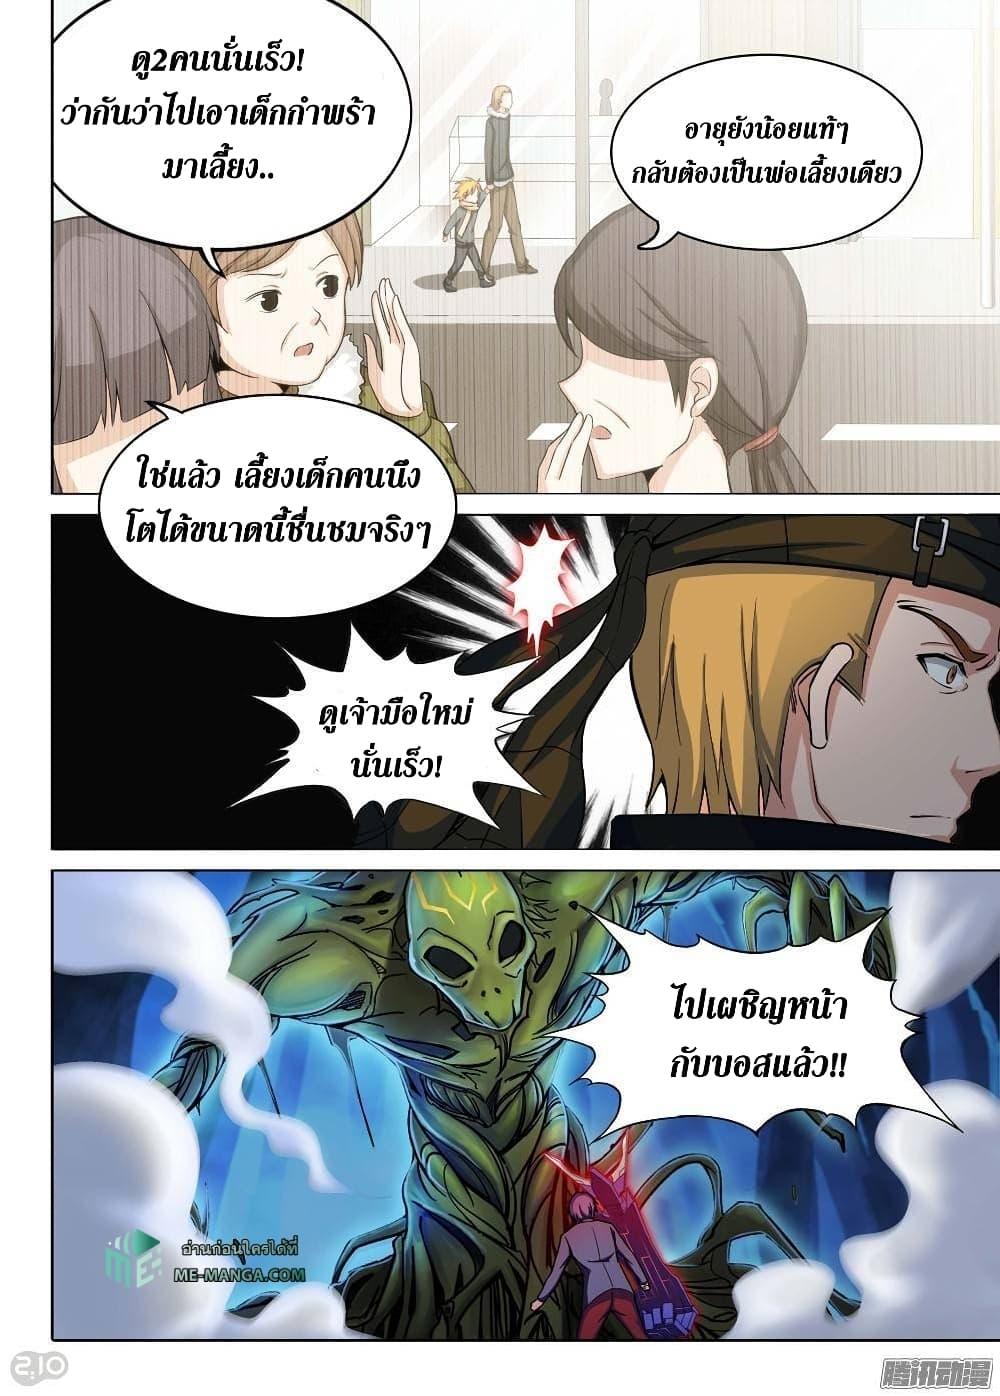 ดู2คนนั่นเร็ว!
ว่ากันว่าไปเอาเด็กกำพร้า
มาเลี้ยง..
อายุยังน้อยแท้ๆ
กลับต้องเป็นพ่อเลี้ยงเดียว
ใช่แล้ว เลี้ยงเด็กคนนึง
โตได้ขนาดนี้ชื่นชมจริงๆ
ดูเจ้ามือใหม่
นั่นเร็ว!
ไปเผชิญหน้า
กับบอสแล้ว!!
ME
อ่านก่อนใครได้ที่
ME-MANGA.COM
210
腾讯动漫